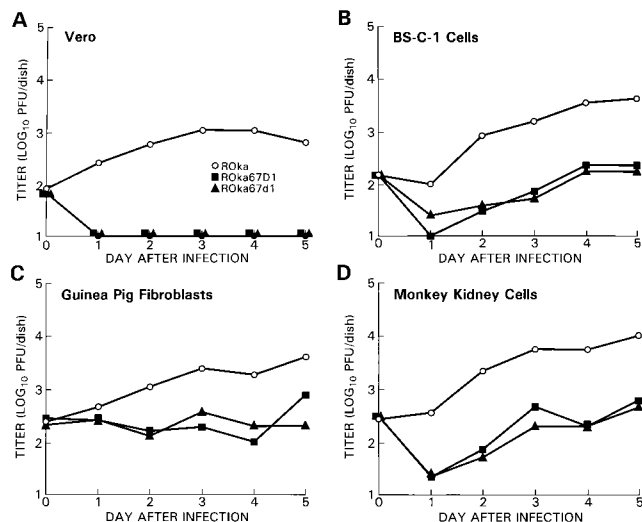 A Vero
TITER (LOG10 PFU/dish)
5
4
3
2
1
ROka
ROka67D1
ROka67d1
0 1 2 3 4 5
DAY AFTER INFECTION
B BS-C-1 Cells
TITER (LOG10 PFU/dish)
5
4
3
2
1
0 1 2 3 4 5
DAY AFTER INFECTION
C Guinea Pig Fibroblasts
TITER (LOG10 PFU/dish)
5
4
3
2
1
0 1 2 3 4 5
DAY AFTER INFECTION
D Monkey Kidney Cells
TITER (LOG10 PFU/dish)
5
4
3
2
1
0 1 2 3 4 5
DAY AFTER INFECTION